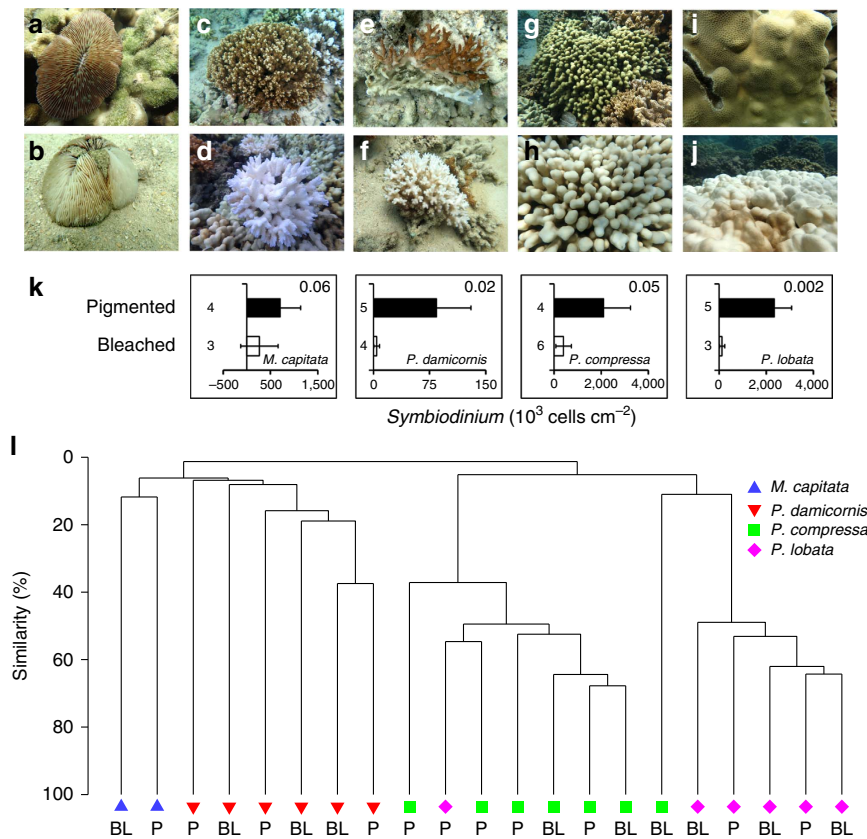 a c e g i
b d f h j
k
Pigmented 4 0.06 5 0.02 4 0.05 5 0.002
Bleached 3 M. capitata 4 P. damicornis 6 P. compressa 3 P. lobata
−500 500 1,500 0 75 150 0 2,000 4,000 0 2,000 4,000
Symbiodinium (10³ cells cm⁻²)
l
Similarity (%)
0
20
40
60
80
100
M. capitata
P. damicornis
P. compressa
P. lobata
BL P P BL P BL BL P P P P P BL P BL BL BL P BL P BL